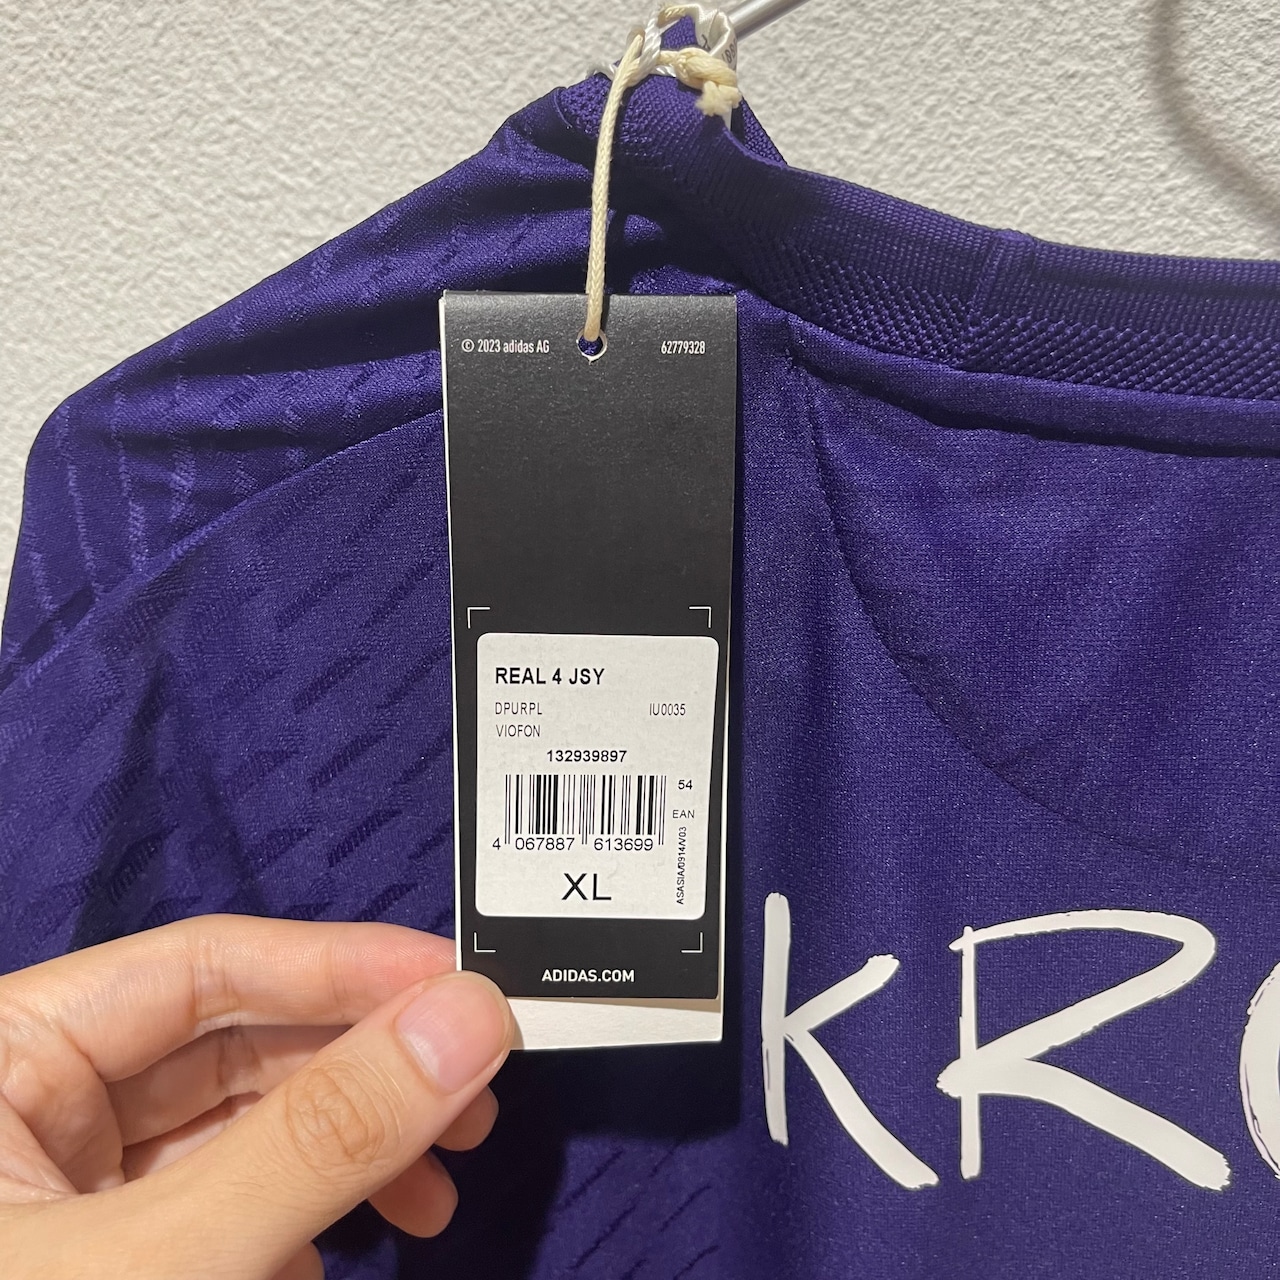 © 2023 adidas AG 62779328
REAL 4 JSY
DPURPL IU0035
VIOFON
132939897
54
EAN
4 067887 613699
ASASIA/0914/V03
XL
ADIDAS.COM
KRO